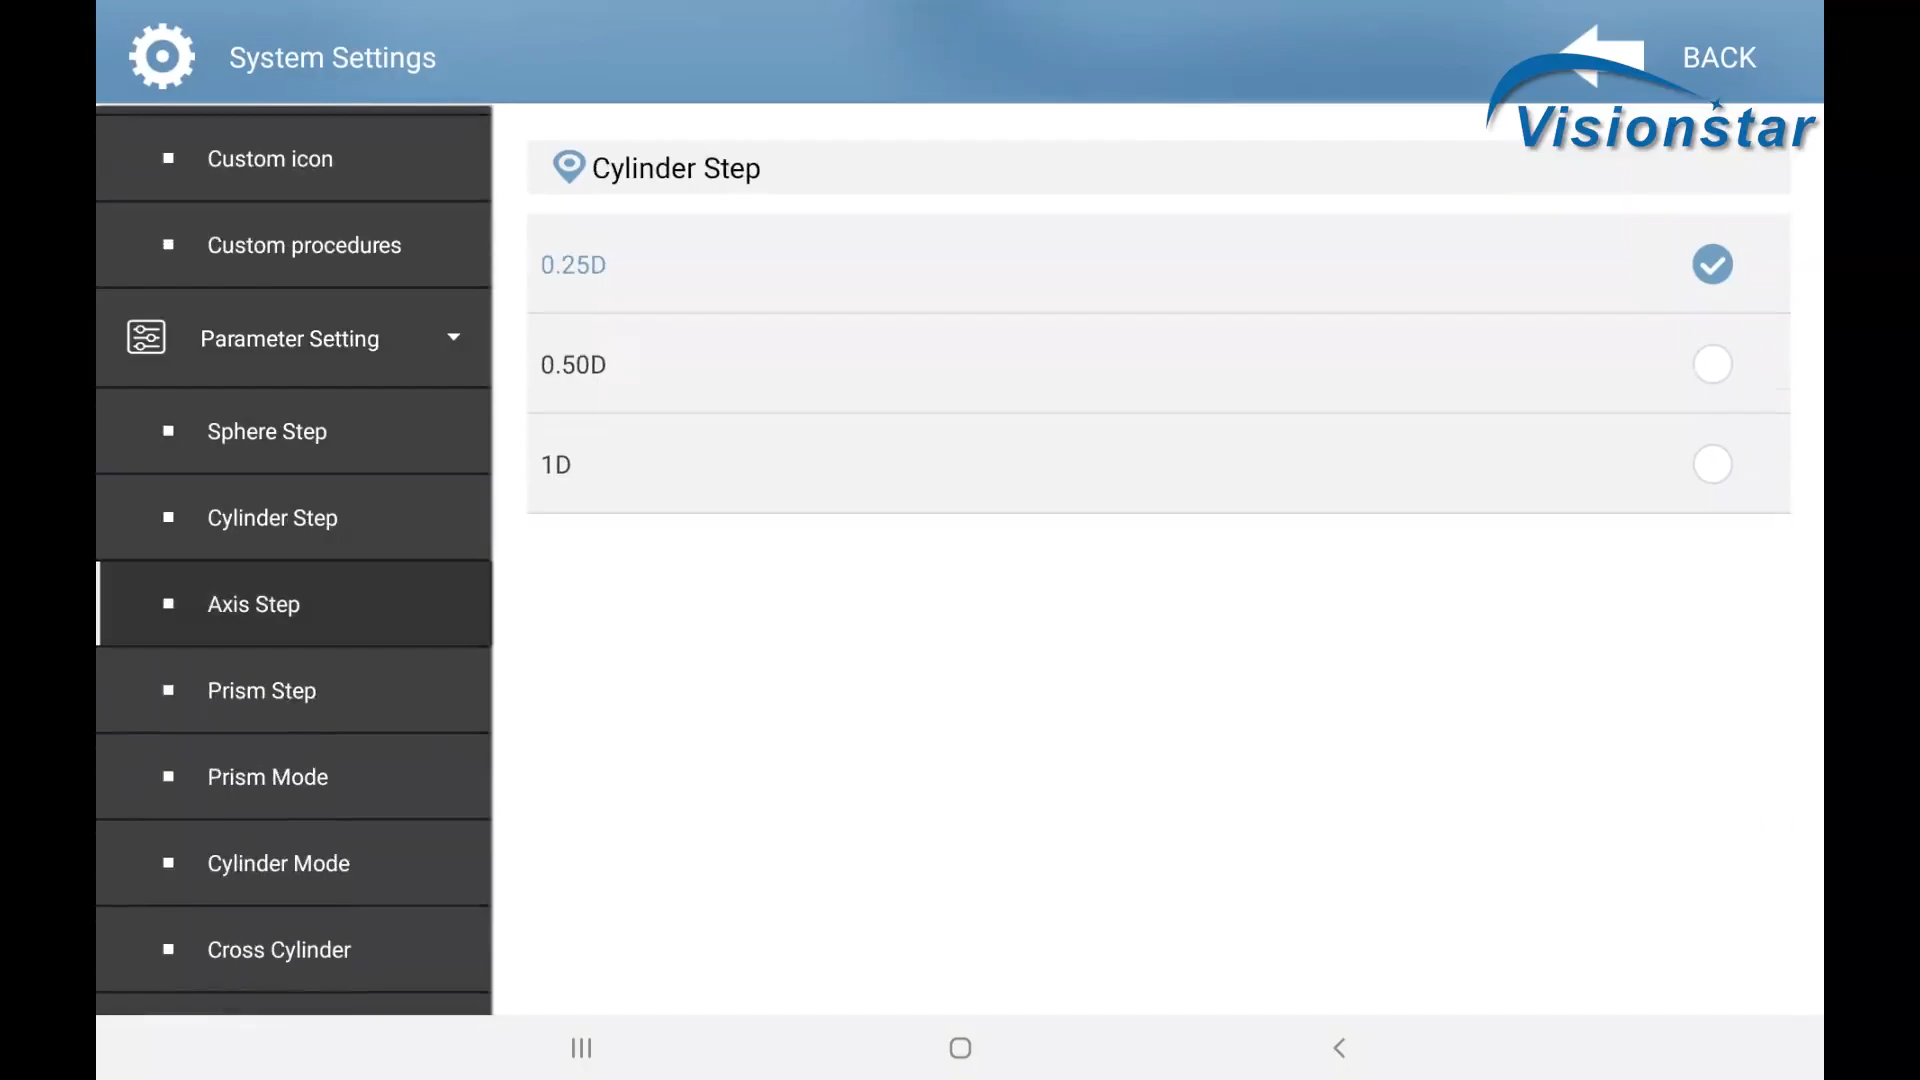 System Settings
BACK
Visionstar
Custom icon
Custom procedures
Parameter Setting
Sphere Step
Cylinder Step
Axis Step
Prism Step
Prism Mode
Cylinder Mode
Cross Cylinder
Cylinder Step
0.25D
0.50D
1D